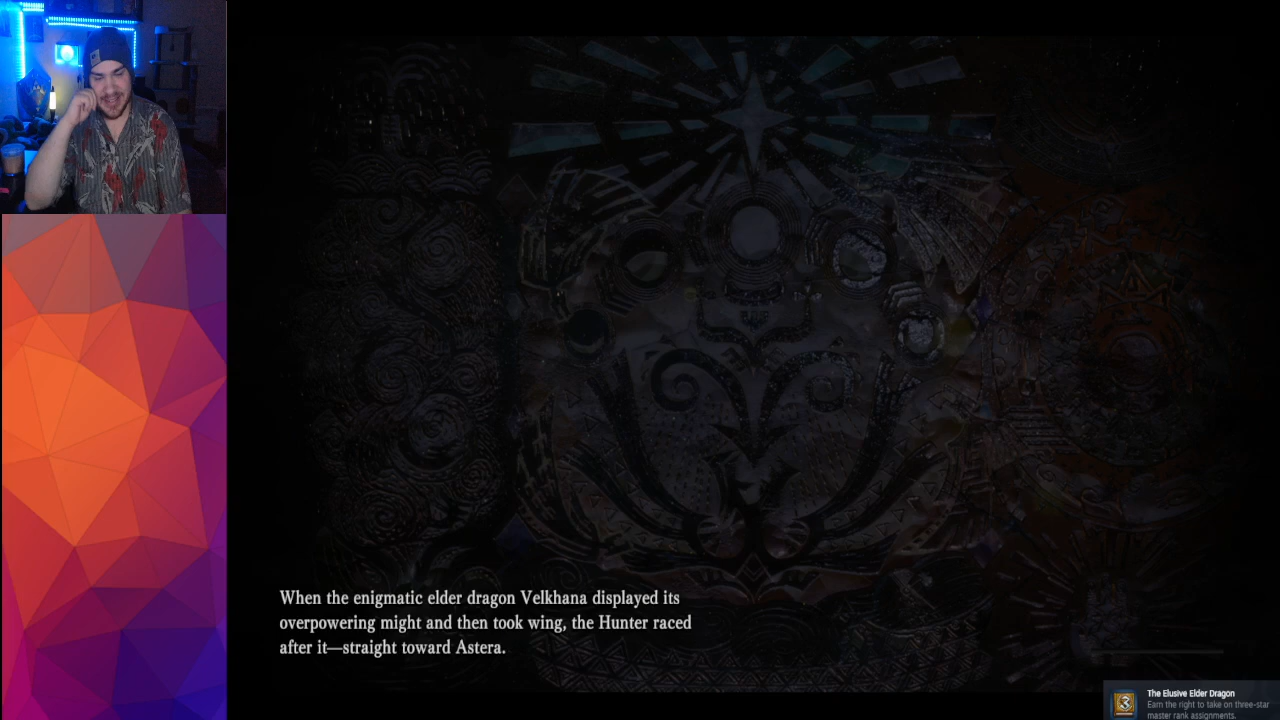 When the enigmatic elder dragon Velkhana displayed its
overpowering might and then took wing, the Hunter raced
after it—straight toward Astera.
The Elusive Elder Dragon
Earn the right to take on three-star
master rank assignments.
3